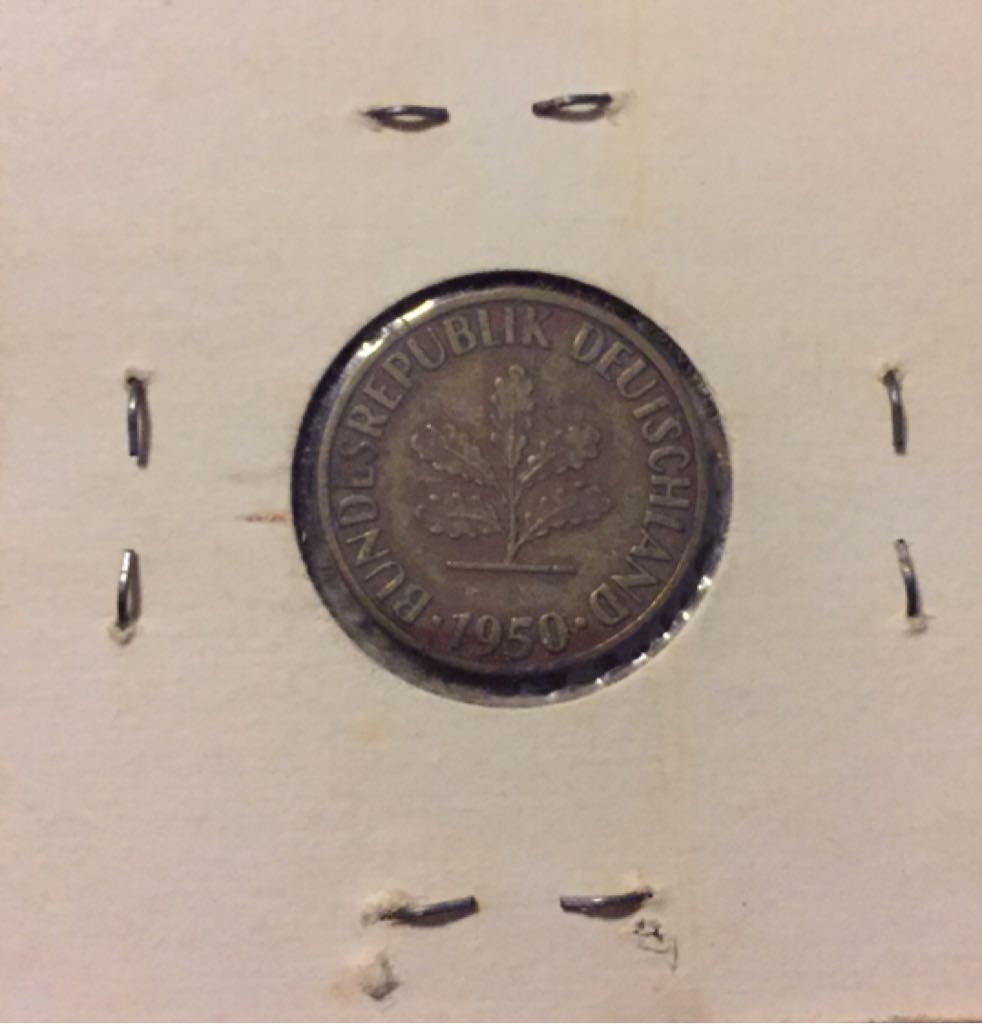 BUNDESREPUBLIK DEUTSCHLAND
· 1950 ·